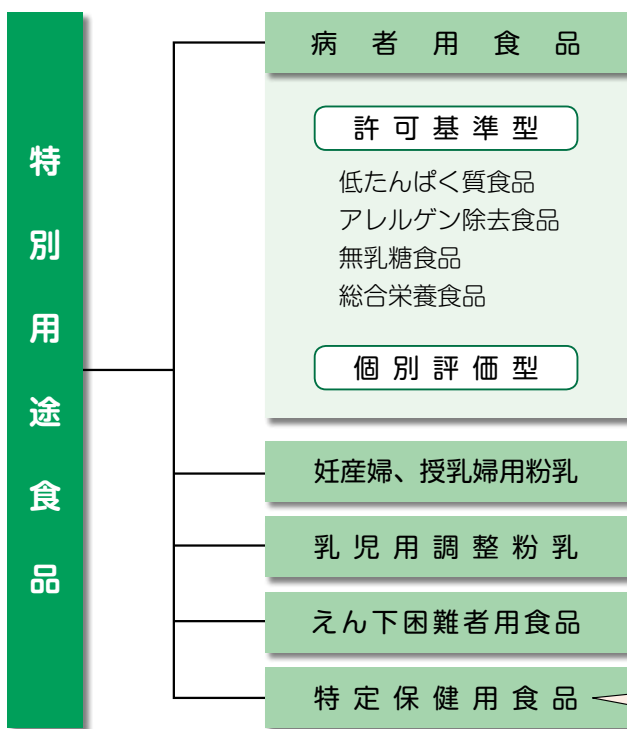 特別用途食品
病者用食品
許可基準型
低たんぱく質食品
アレルゲン除去食品
無乳糖食品
総合栄養食品
個別評価型
妊産婦、授乳婦用粉乳
乳児用調整粉乳
えん下困難者用食品
特定保健用食品